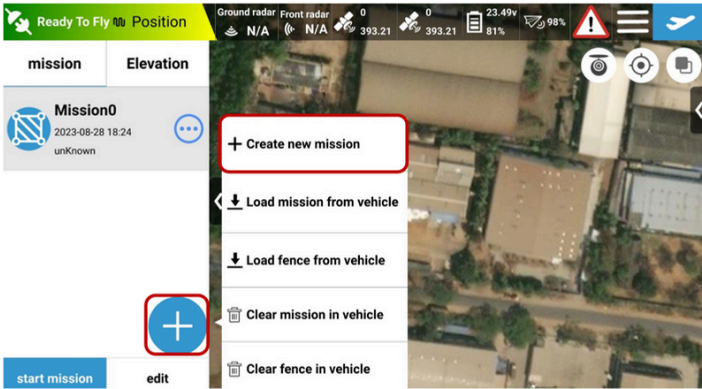 Ready To Fly Position
Ground radar
N/A
Front radar
N/A
0
393.21
0
393.21
23.49v
81%
98%
mission
Elevation
Mission0
2023-08-28 18:24
unKnown
Create new mission
Load mission from vehicle
Load fence from vehicle
Clear mission in vehicle
Clear fence in vehicle
start mission
edit